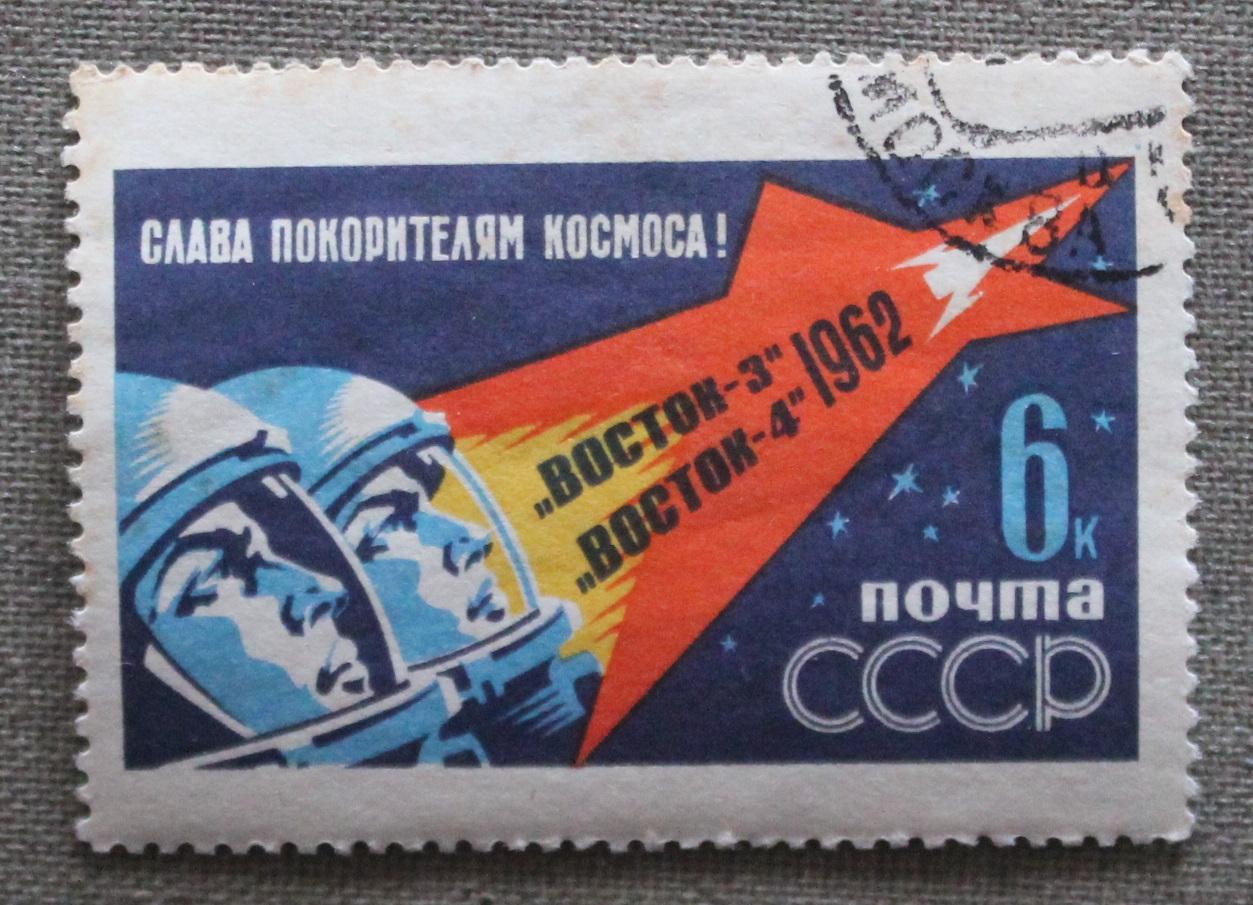 СЛАВА ПОКОРИТЕЛЯМ КОСМОСА!
„ВОСТОК-3"
„ВОСТОК-4"
1962
6к
почта
СССР